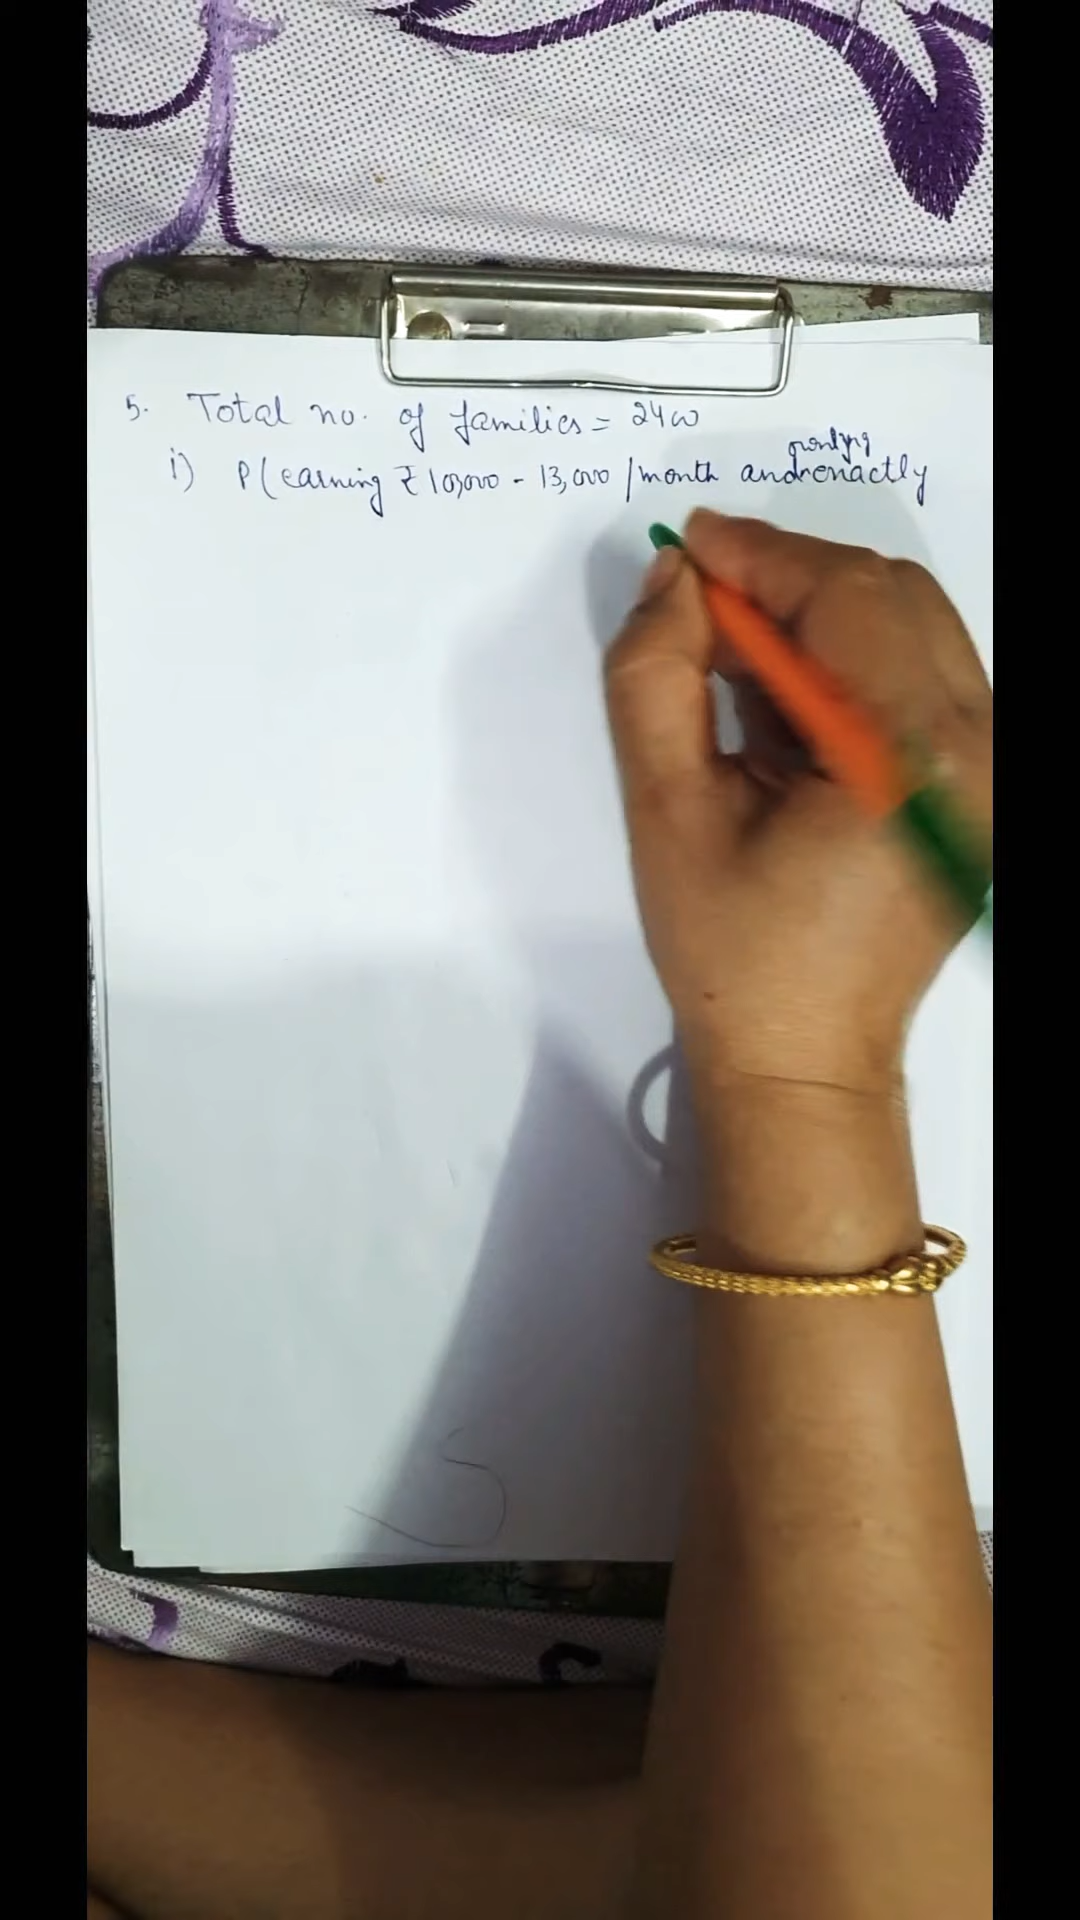 5. Total no. of families = 2400
i) P(earning ₹10,000 - 13,000 /month and owning exactly